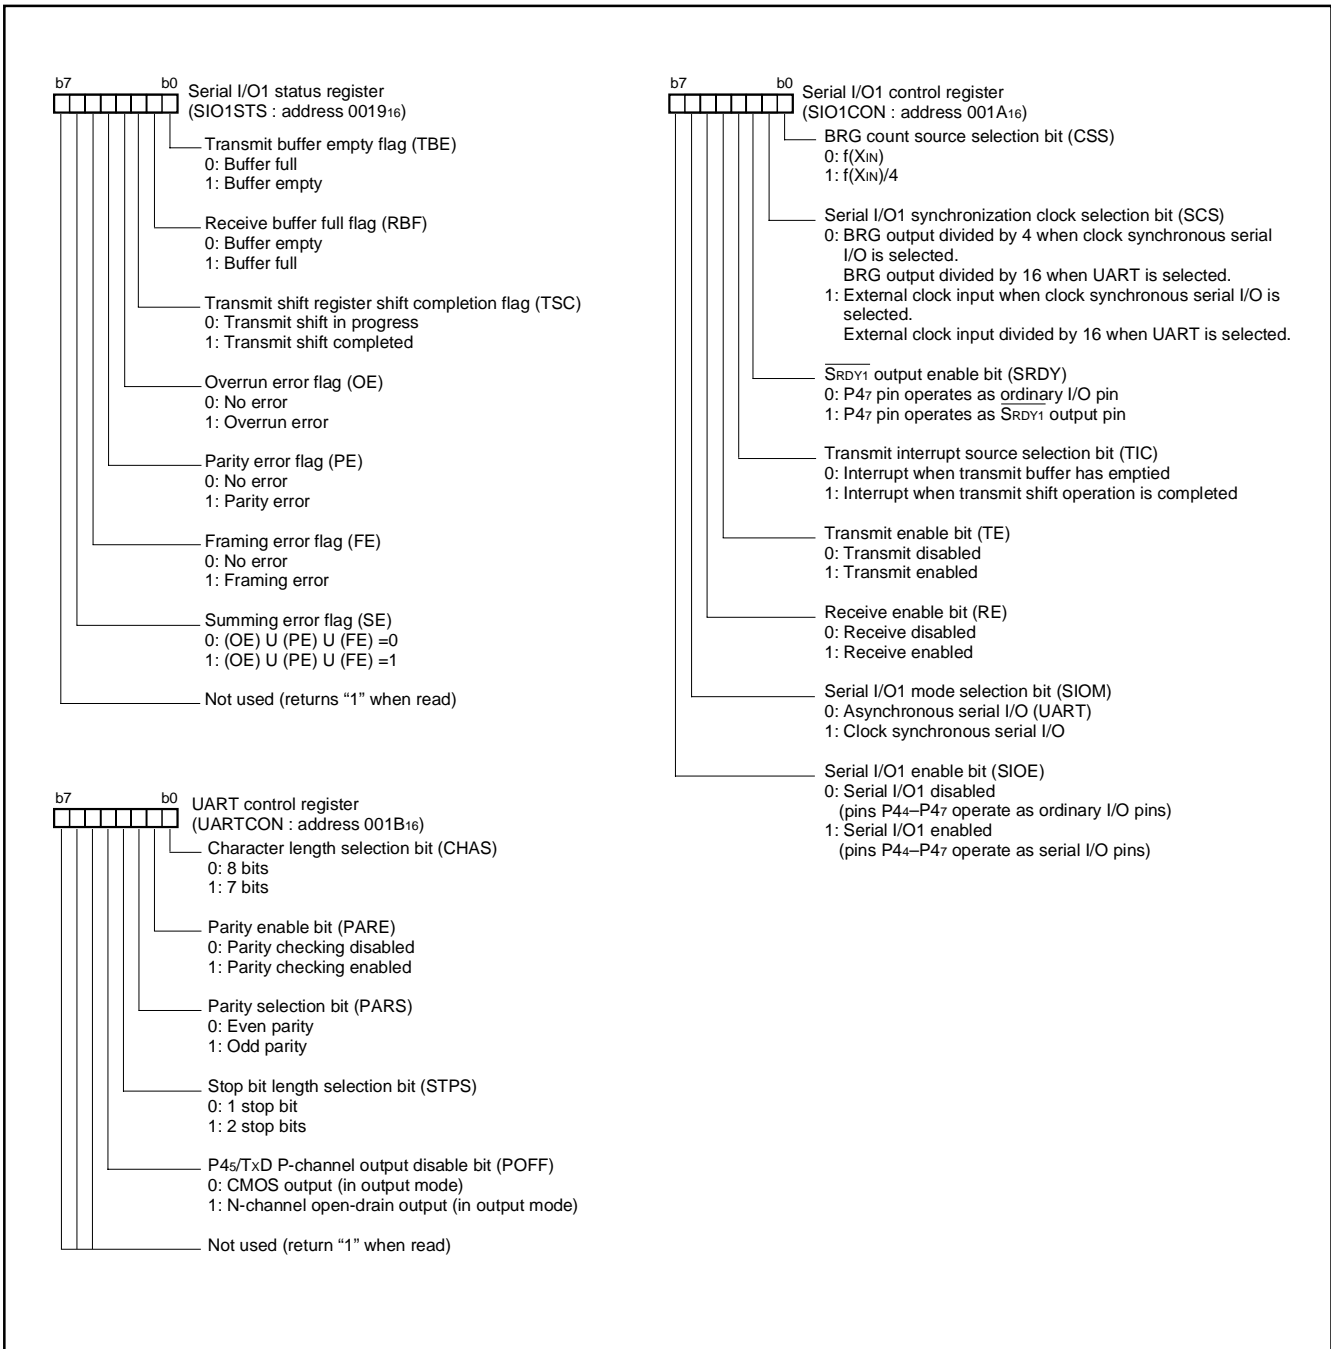 b7 b0
Serial I/O1 status register
(SIO1STS : address 001916)
Transmit buffer empty flag (TBE)
0: Buffer full
1: Buffer empty
Receive buffer full flag (RBF)
0: Buffer empty
1: Buffer full
Transmit shift register shift completion flag (TSC)
0: Transmit shift in progress
1: Transmit shift completed
Overrun error flag (OE)
0: No error
1: Overrun error
Parity error flag (PE)
0: No error
1: Parity error
Framing error flag (FE)
0: No error
1: Framing error
Summing error flag (SE)
0: (OE) U (PE) U (FE) =0
1: (OE) U (PE) U (FE) =1
Not used (returns “1” when read)
b7 b0
UART control register
(UARTCON : address 001B16)
Character length selection bit (CHAS)
0: 8 bits
1: 7 bits
Parity enable bit (PARE)
0: Parity checking disabled
1: Parity checking enabled
Parity selection bit (PARS)
0: Even parity
1: Odd parity
Stop bit length selection bit (STPS)
0: 1 stop bit
1: 2 stop bits
P45/TxD P-channel output disable bit (POFF)
0: CMOS output (in output mode)
1: N-channel open-drain output (in output mode)
Not used (return “1” when read)
b7 b0
Serial I/O1 control register
(SIO1CON : address 001A16)
BRG count source selection bit (CSS)
0: f(XIN)
1: f(XIN)/4
Serial I/O1 synchronization clock selection bit (SCS)
0: BRG output divided by 4 when clock synchronous serial
I/O is selected.
BRG output divided by 16 when UART is selected.
1: External clock input when clock synchronous serial I/O is
selected.
External clock input divided by 16 when UART is selected.
SRDY1 output enable bit (SRDY)
0: P47 pin operates as ordinary I/O pin
1: P47 pin operates as SRDY1 output pin
Transmit interrupt source selection bit (TIC)
0: Interrupt when transmit buffer has emptied
1: Interrupt when transmit shift operation is completed
Transmit enable bit (TE)
0: Transmit disabled
1: Transmit enabled
Receive enable bit (RE)
0: Receive disabled
1: Receive enabled
Serial I/O1 mode selection bit (SIOM)
0: Asynchronous serial I/O (UART)
1: Clock synchronous serial I/O
Serial I/O1 enable bit (SIOE)
0: Serial I/O1 disabled
(pins P44–P47 operate as ordinary I/O pins)
1: Serial I/O1 enabled
(pins P44–P47 operate as serial I/O pins)